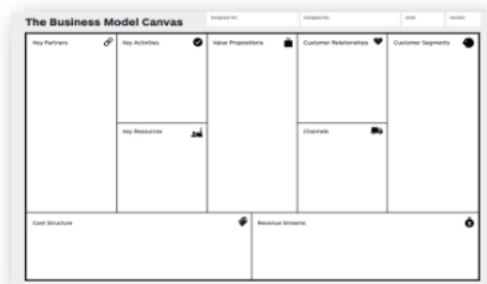 The Business Model Canvas
Designed for:
Designed by:
Date:
Version:
Key Partners
Key Activities
Value Propositions
Customer Relationships
Customer Segments
Key Resources
Channels
Cost Structure
Revenue Streams